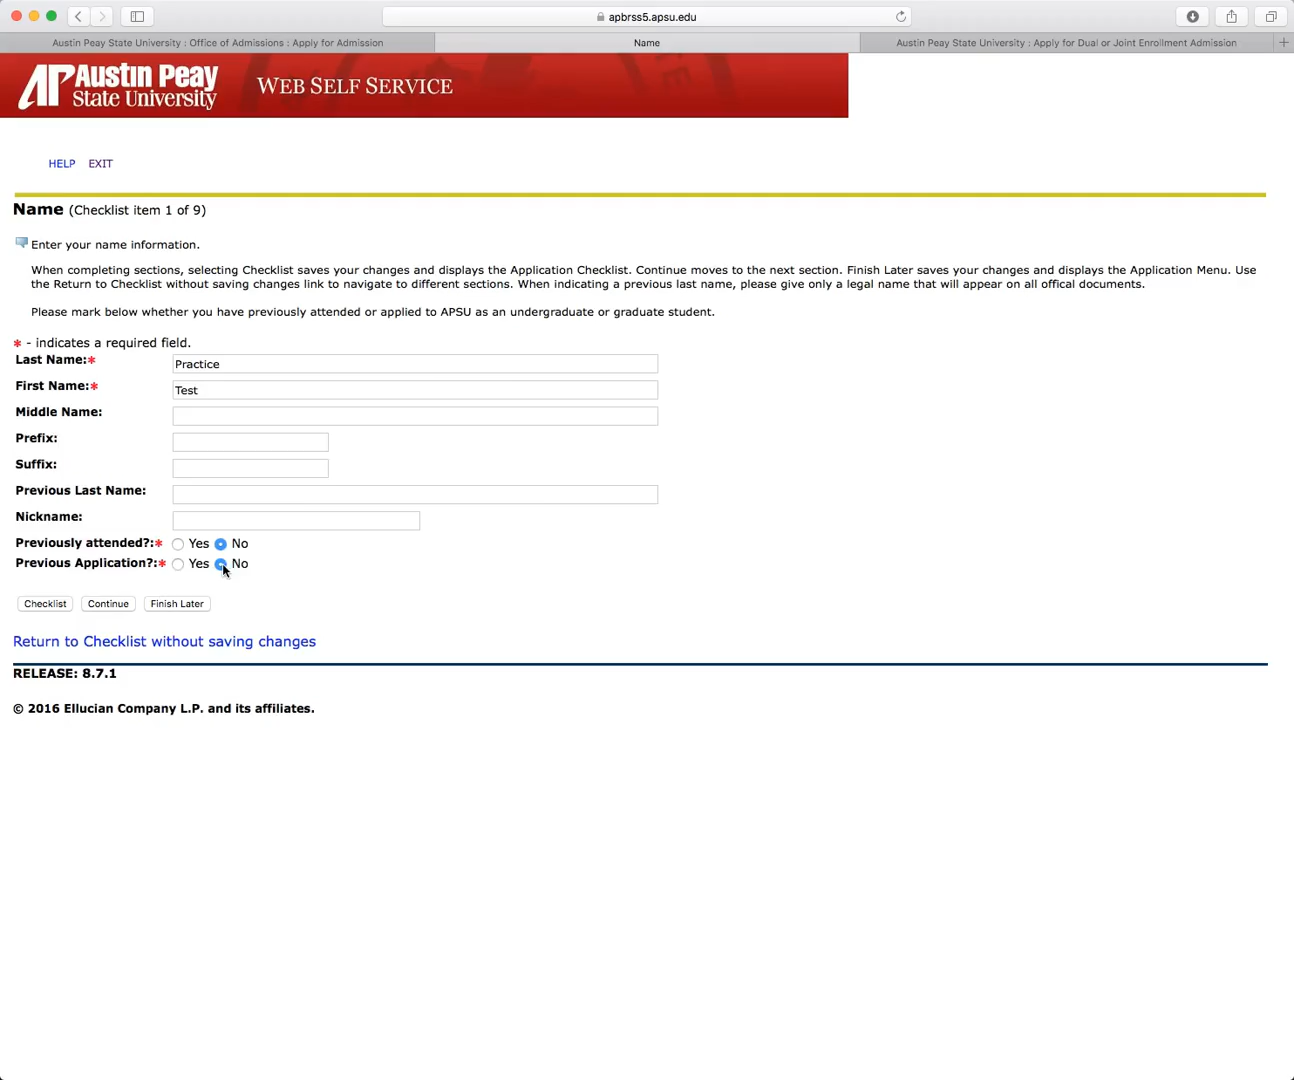 apbrss5.apsu.edu
Austin Peay State University : Office of Admissions : Apply for Admission
Name
Austin Peay State University : Apply for Dual or Joint Enrollment Admission
AP Austin Peay
State University
WEB SELF SERVICE
HELP EXIT
Name (Checklist item 1 of 9)
Enter your name information.
When completing sections, selecting Checklist saves your changes and displays the Application Checklist. Continue moves to the next section. Finish Later saves your changes and displays the Application Menu. Use
the Return to Checklist without saving changes link to navigate to different sections. When indicating a previous last name, please give only a legal name that will appear on all offical documents.
Please mark below whether you have previously attended or applied to APSU as an undergraduate or graduate student.
* - indicates a required field.
Last Name:* Practice
First Name:* Test
Middle Name:
Prefix:
Suffix:
Previous Last Name:
Nickname:
Previously attended?:* Yes No
Previous Application?:* Yes No
Checklist Continue Finish Later
Return to Checklist without saving changes
RELEASE: 8.7.1
© 2016 Ellucian Company L.P. and its affiliates.